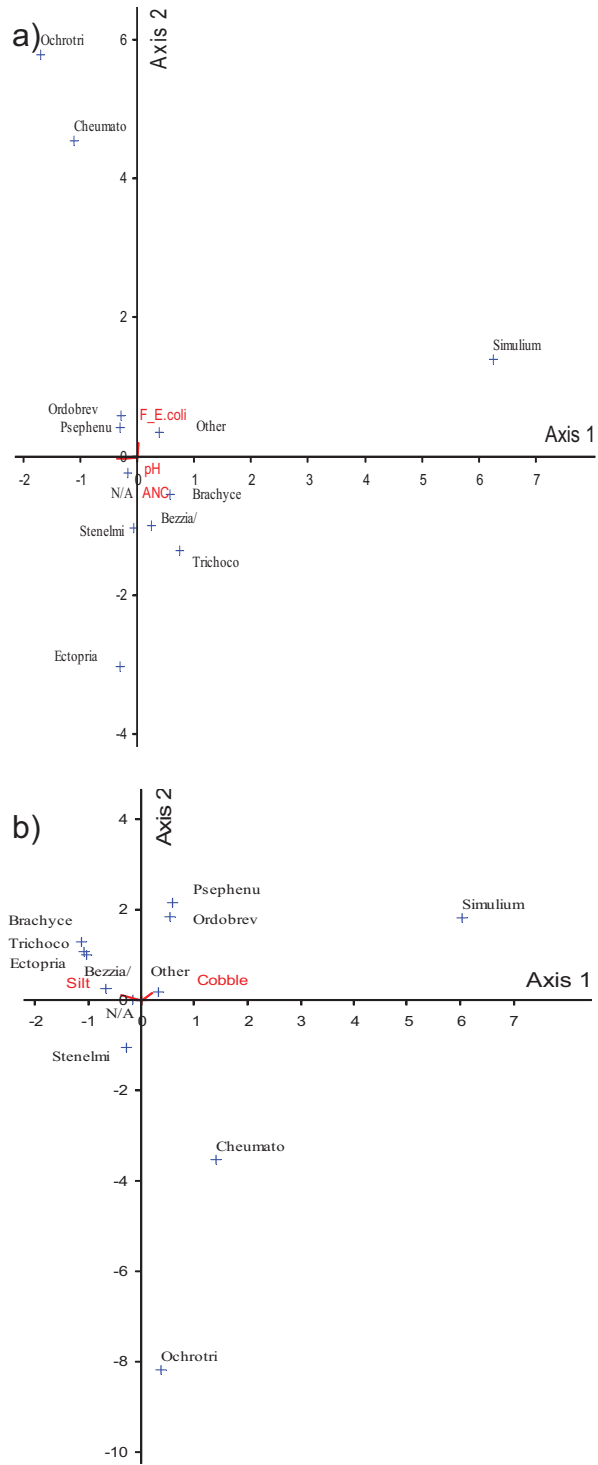 a)
Axis 2
Ochrotri
6
Cheumato
4
2
Simulium
Ordobrev
F_E.coli
Psephenu
Other
Axis 1
0
-2 -1 0 1 2 3 4 5 6 7
pH
N/A ANC Brachyce
Stenelmi Bezzia/
Trichoco
-2
Ectopria
-4
b)
Axis 2
4
Psephenu
2
Ordobrev
Simulium
Brachyce
Trichoco
Ectopria
Bezzia/ Other
Silt Cobble Axis 1
0
-2 -1 0 1 2 3 4 5 6 7
N/A
Stenelmi
-2
Cheumato
-4
-6
Ochrotri
-8
-10